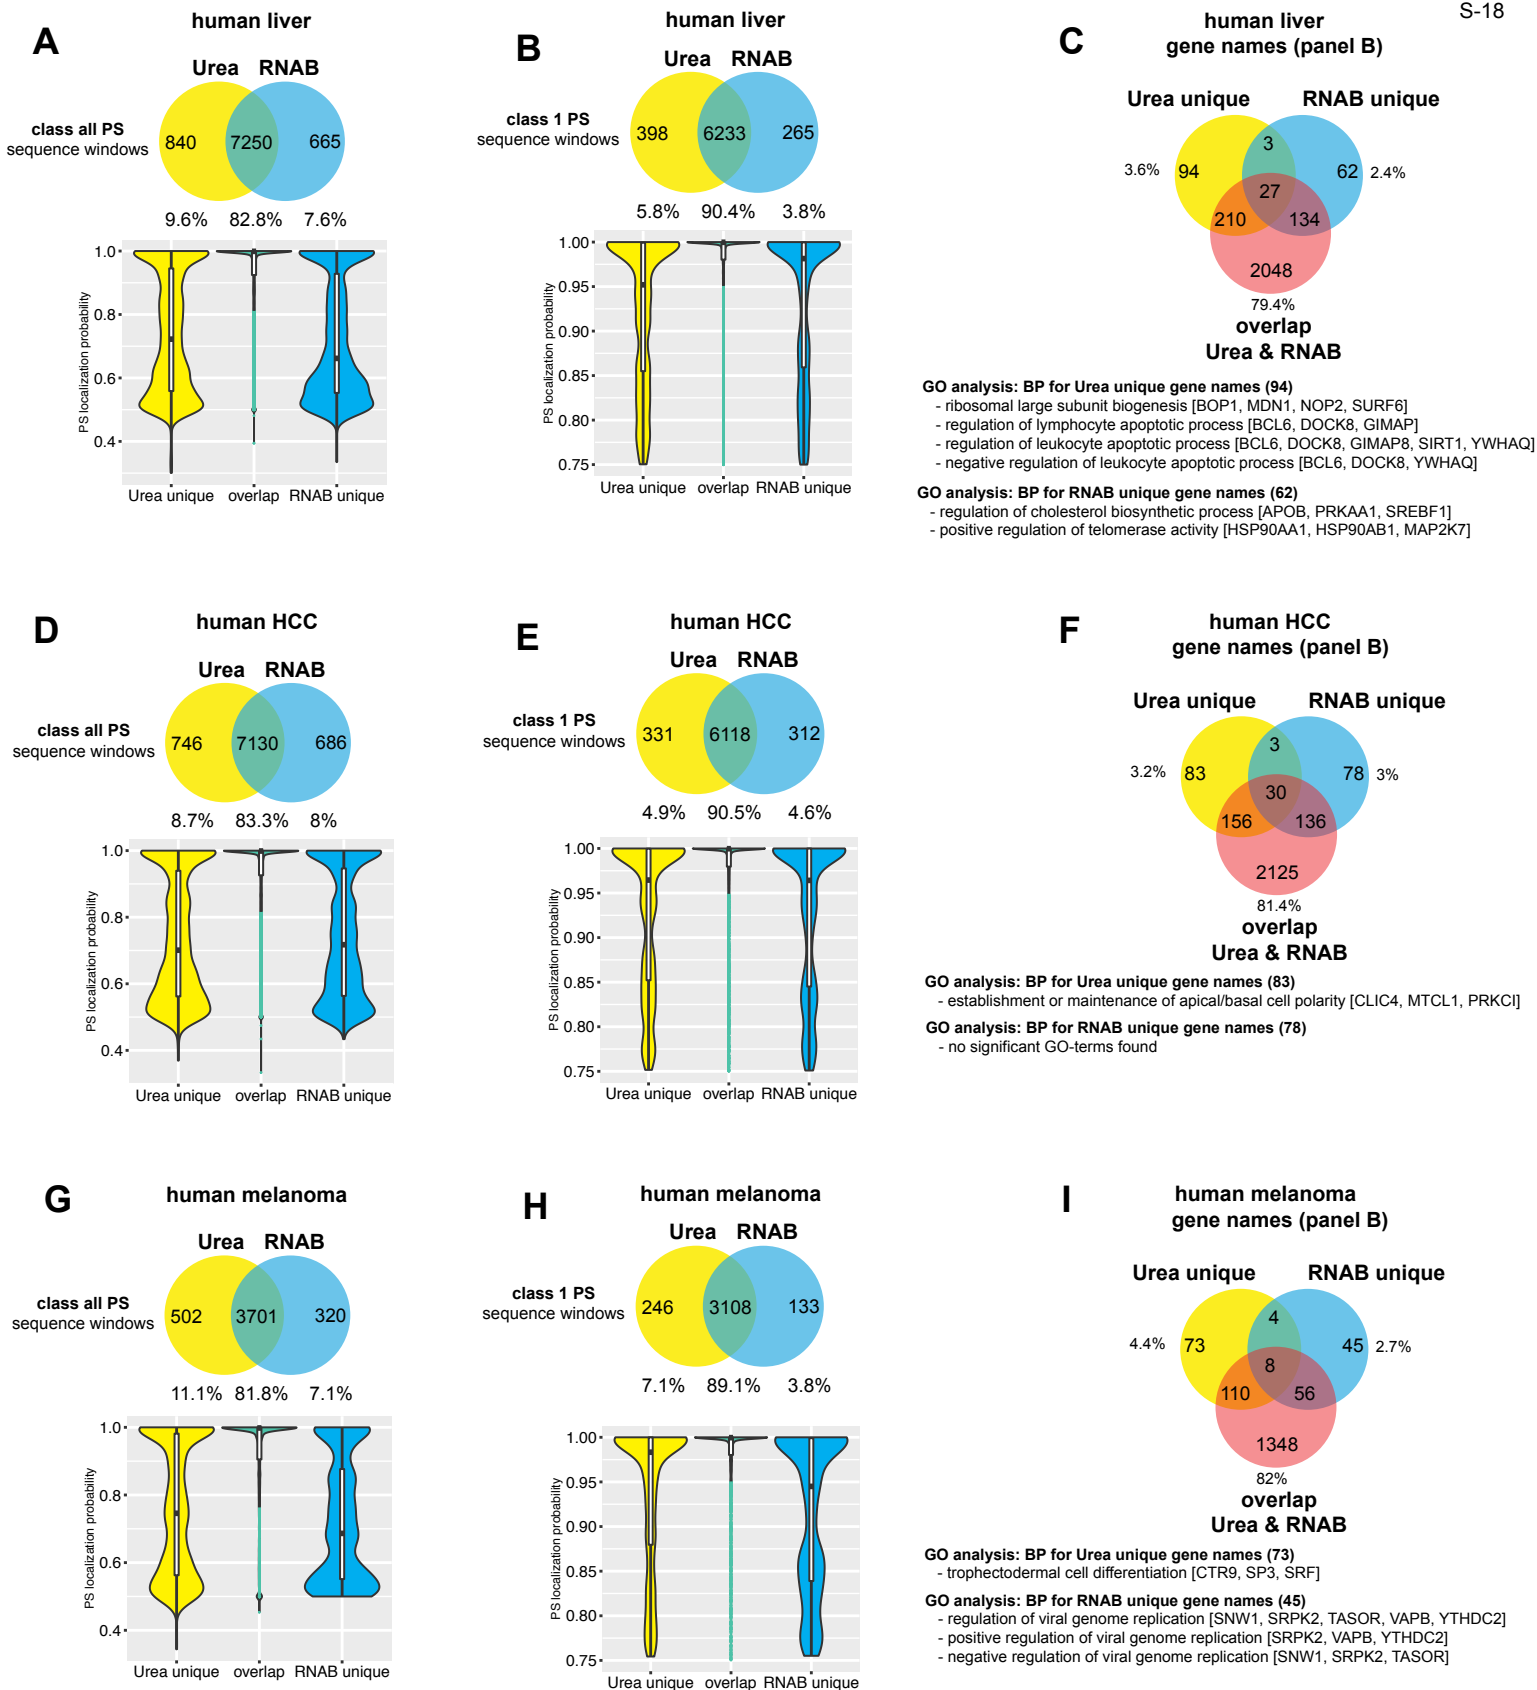 S-18
A
human liver
Urea RNAB
class all PS
sequence windows
840 7250 665
9.6% 82.8% 7.6%
PS localization probability
1.0
0.8
0.6
0.4
Urea unique overlap RNAB unique
B
human liver
Urea RNAB
class 1 PS
sequence windows
398 6233 265
5.8% 90.4% 3.8%
PS localization probability
1.00
0.95
0.90
0.85
0.80
0.75
Urea unique overlap RNAB unique
C
human liver
gene names (panel B)
Urea unique RNAB unique
3
3.6% 94 62 2.4%
27
210 134
2048
79.4%
overlap
Urea & RNAB
GO analysis: BP for Urea unique gene names (94)
- ribosomal large subunit biogenesis [BOP1, MDN1, NOP2, SURF6]
- regulation of lymphocyte apoptotic process [BCL6, DOCK8, GIMAP]
- regulation of leukocyte apoptotic process [BCL6, DOCK8, GIMAP8, SIRT1, YWHAQ]
- negative regulation of leukocyte apoptotic process [BCL6, DOCK8, YWHAQ]
GO analysis: BP for RNAB unique gene names (62)
- regulation of cholesterol biosynthetic process [APOB, PRKAA1, SREBF1]
- positive regulation of telomerase activity [HSP90AA1, HSP90AB1, MAP2K7]
D
human HCC
Urea RNAB
class all PS
sequence windows
746 7130 686
8.7% 83.3% 8%
PS localization probability
1.0
0.8
0.6
0.4
Urea unique overlap RNAB unique
E
human HCC
Urea RNAB
class 1 PS
sequence windows
331 6118 312
4.9% 90.5% 4.6%
PS localization probability
1.00
0.95
0.90
0.85
0.80
0.75
Urea unique overlap RNAB unique
F
human HCC
gene names (panel B)
Urea unique RNAB unique
3
3.2% 83 78 3%
30
156 136
2125
81.4%
overlap
Urea & RNAB
GO analysis: BP for Urea unique gene names (83)
- establishment or maintenance of apical/basal cell polarity [CLIC4, MTCL1, PRKCI]
GO analysis: BP for RNAB unique gene names (78)
- no significant GO-terms found
G
human melanoma
Urea RNAB
class all PS
sequence windows
502 3701 320
11.1% 81.8% 7.1%
PS localization probability
1.0
0.8
0.6
0.4
Urea unique overlap RNAB unique
H
human melanoma
Urea RNAB
class 1 PS
sequence windows
246 3108 133
7.1% 89.1% 3.8%
PS localization probability
1.00
0.95
0.90
0.85
0.80
0.75
Urea unique overlap RNAB unique
I
human melanoma
gene names (panel B)
Urea unique RNAB unique
4
4.4% 73 45 2.7%
8
110 56
1348
82%
overlap
Urea & RNAB
GO analysis: BP for Urea unique gene names (73)
- trophectodermal cell differentiation [CTR9, SP3, SRF]
GO analysis: BP for RNAB unique gene names (45)
- regulation of viral genome replication [SNW1, SRPK2, TASOR, VAPB, YTHDC2]
- positive regulation of viral genome replication [SRPK2, VAPB, YTHDC2]
- negative regulation of viral genome replication [SNW1, SRPK2, TASOR]